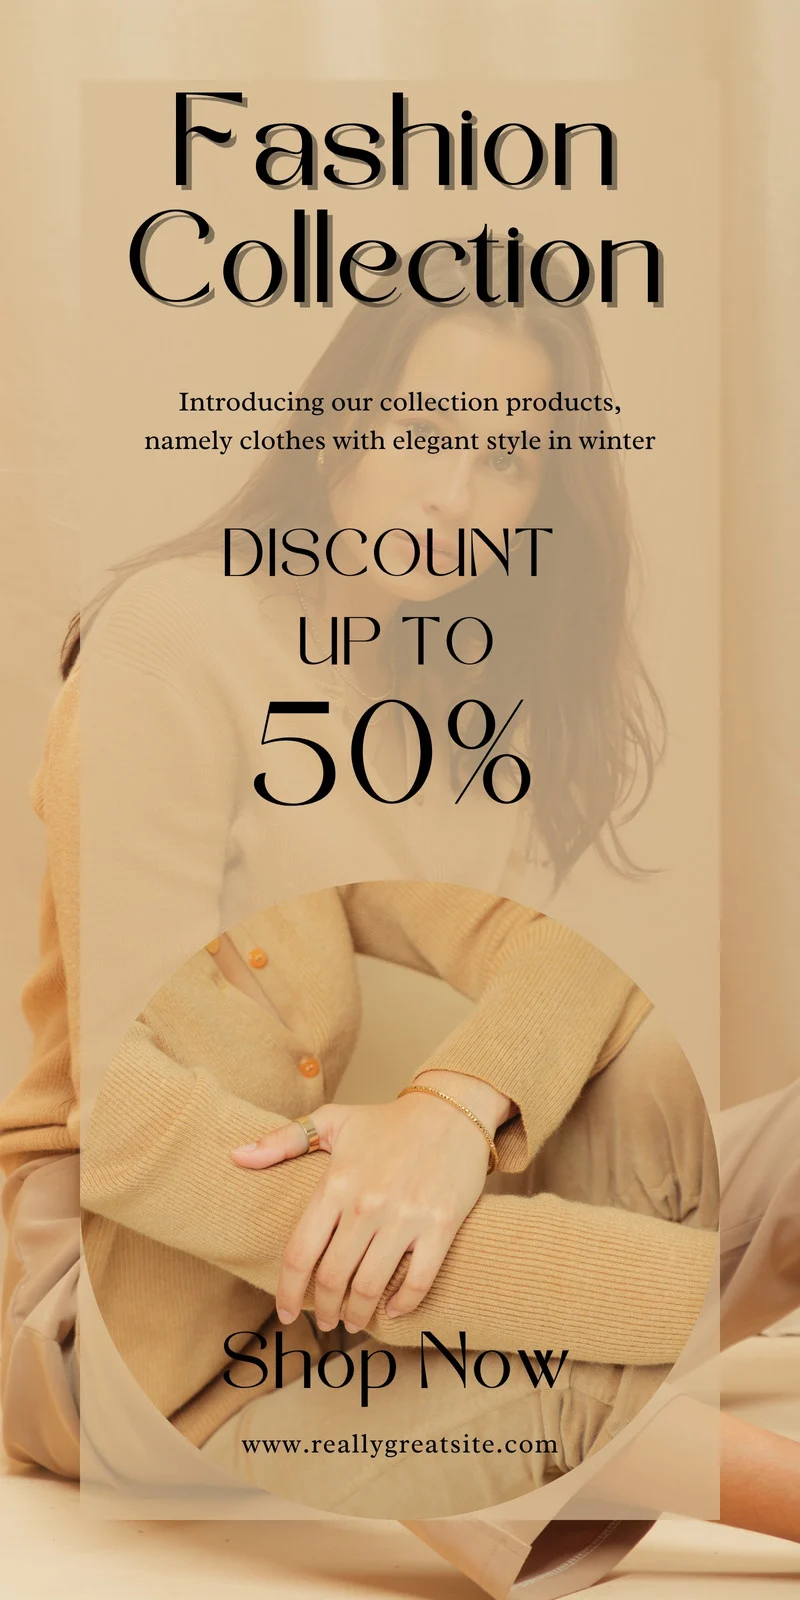 Fashion
Collection
Introducing our collection products,
namely clothes with elegant style in winter
DISCOUNT
UP TO
50%
Shop Now
www.reallygreatsite.com